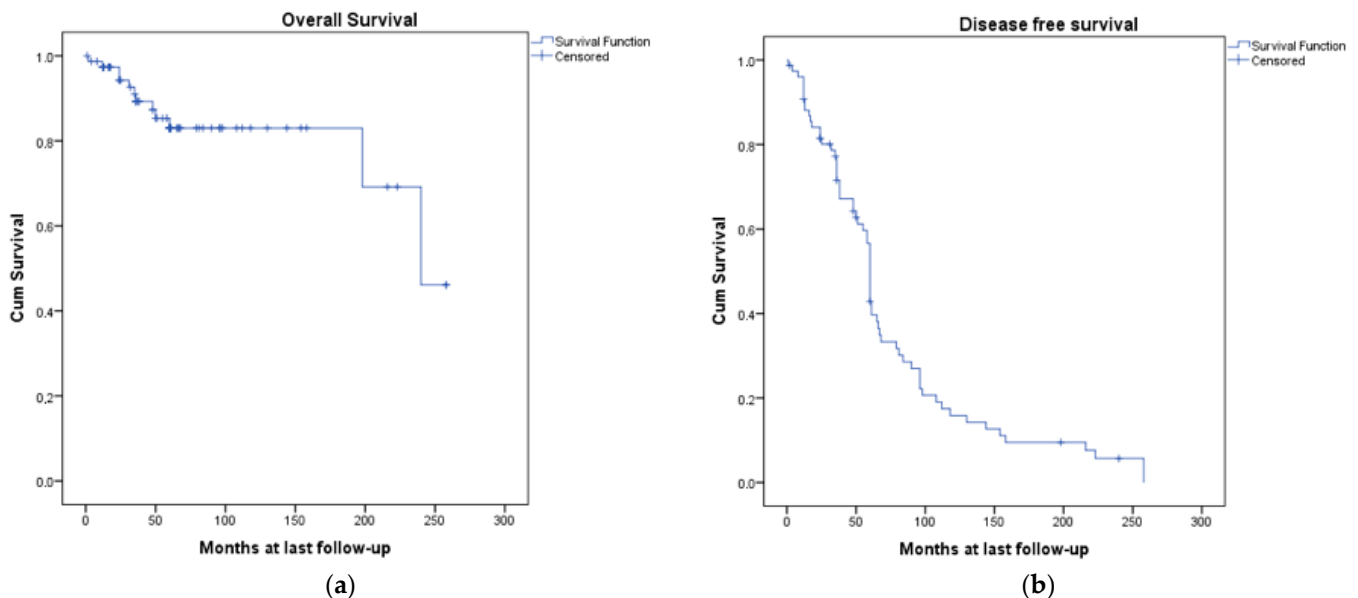 Overall Survival
Survival Function
Censored
1.0
0.8
0.6
0.4
0.2
0.0
Cum Survival
0 50 100 150 200 250 300
Months at last follow-up
(a)
Disease free survival
Survival Function
Censored
1.0
0.8
0.6
0.4
0.2
0.0
Cum Survival
0 50 100 150 200 250 300
Months at last follow-up
(b)